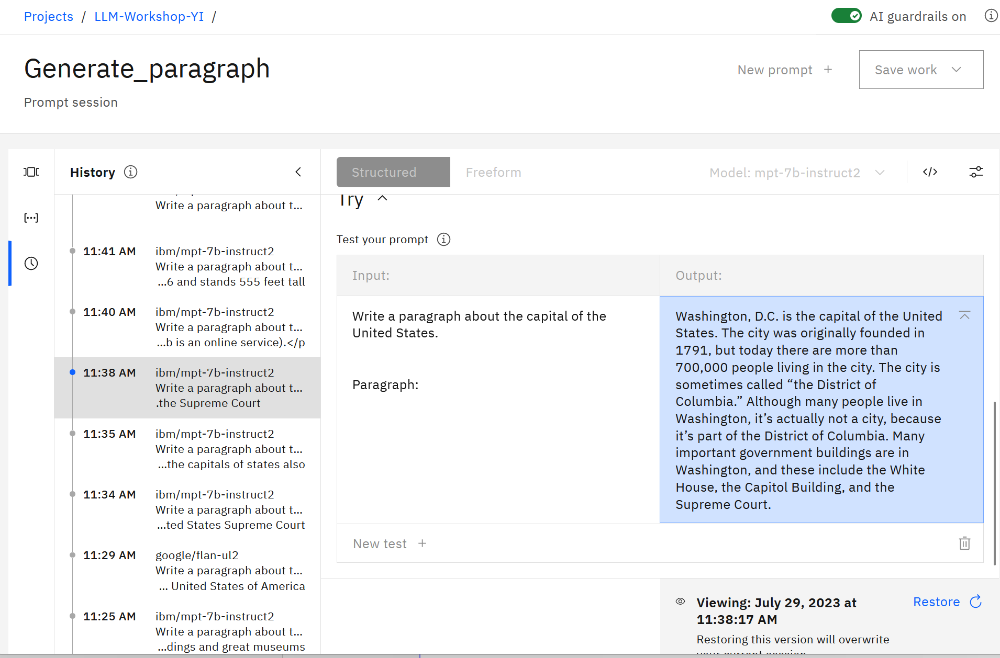 Projects / LLM-Workshop-YI /
AI guardrails on
Generate_paragraph
New prompt +
Save work
Prompt session
History
Structured
Freeform
Model: mpt-7b-instruct2
Write a paragraph about t...
11:41 AM
ibm/mpt-7b-instruct2
Write a paragraph about t...
...6 and stands 555 feet tall
11:40 AM
ibm/mpt-7b-instruct2
Write a paragraph about t...
...b is an online service).</p
11:38 AM
ibm/mpt-7b-instruct2
Write a paragraph about t...
.the Supreme Court
11:35 AM
ibm/mpt-7b-instruct2
Write a paragraph about t...
...the capitals of states also
11:34 AM
ibm/mpt-7b-instruct2
Write a paragraph about t...
...ted States Supreme Court
11:29 AM
google/flan-ul2
Write a paragraph about t...
... United States of America
11:25 AM
ibm/mpt-7b-instruct2
Write a paragraph about t...
...dings and great museums
Try
Test your prompt
Input:
Output:
Write a paragraph about the capital of the
United States.
Paragraph:
Washington, D.C. is the capital of the United
States. The city was originally founded in
1791, but today there are more than
700,000 people living in the city. The city is
sometimes called “the District of
Columbia.” Although many people live in
Washington, it’s actually not a city, because
it’s part of the District of Columbia. Many
important government buildings are in
Washington, and these include the White
House, the Capitol Building, and the
Supreme Court.
New test +
Viewing: July 29, 2023 at
11:38:17 AM
Restore
Restoring this version will overwrite
your current session